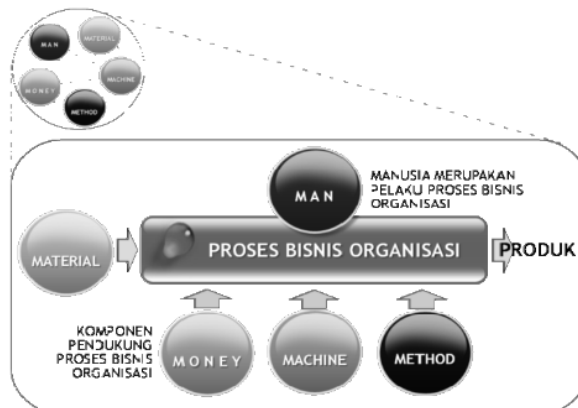 MAN
MATERIAL
MONEY
MACHINE
METHOD
MAN
MANUSIA MERUPAKAN
PELAKU PROSES BISNIS
ORGANISASI
MATERIAL
PROSES BISNIS ORGANISASI
PRODUK
KOMPONEN
PENDUKUNG
PROSES BISNIS
ORGANISASI
MONEY
MACHINE
METHOD